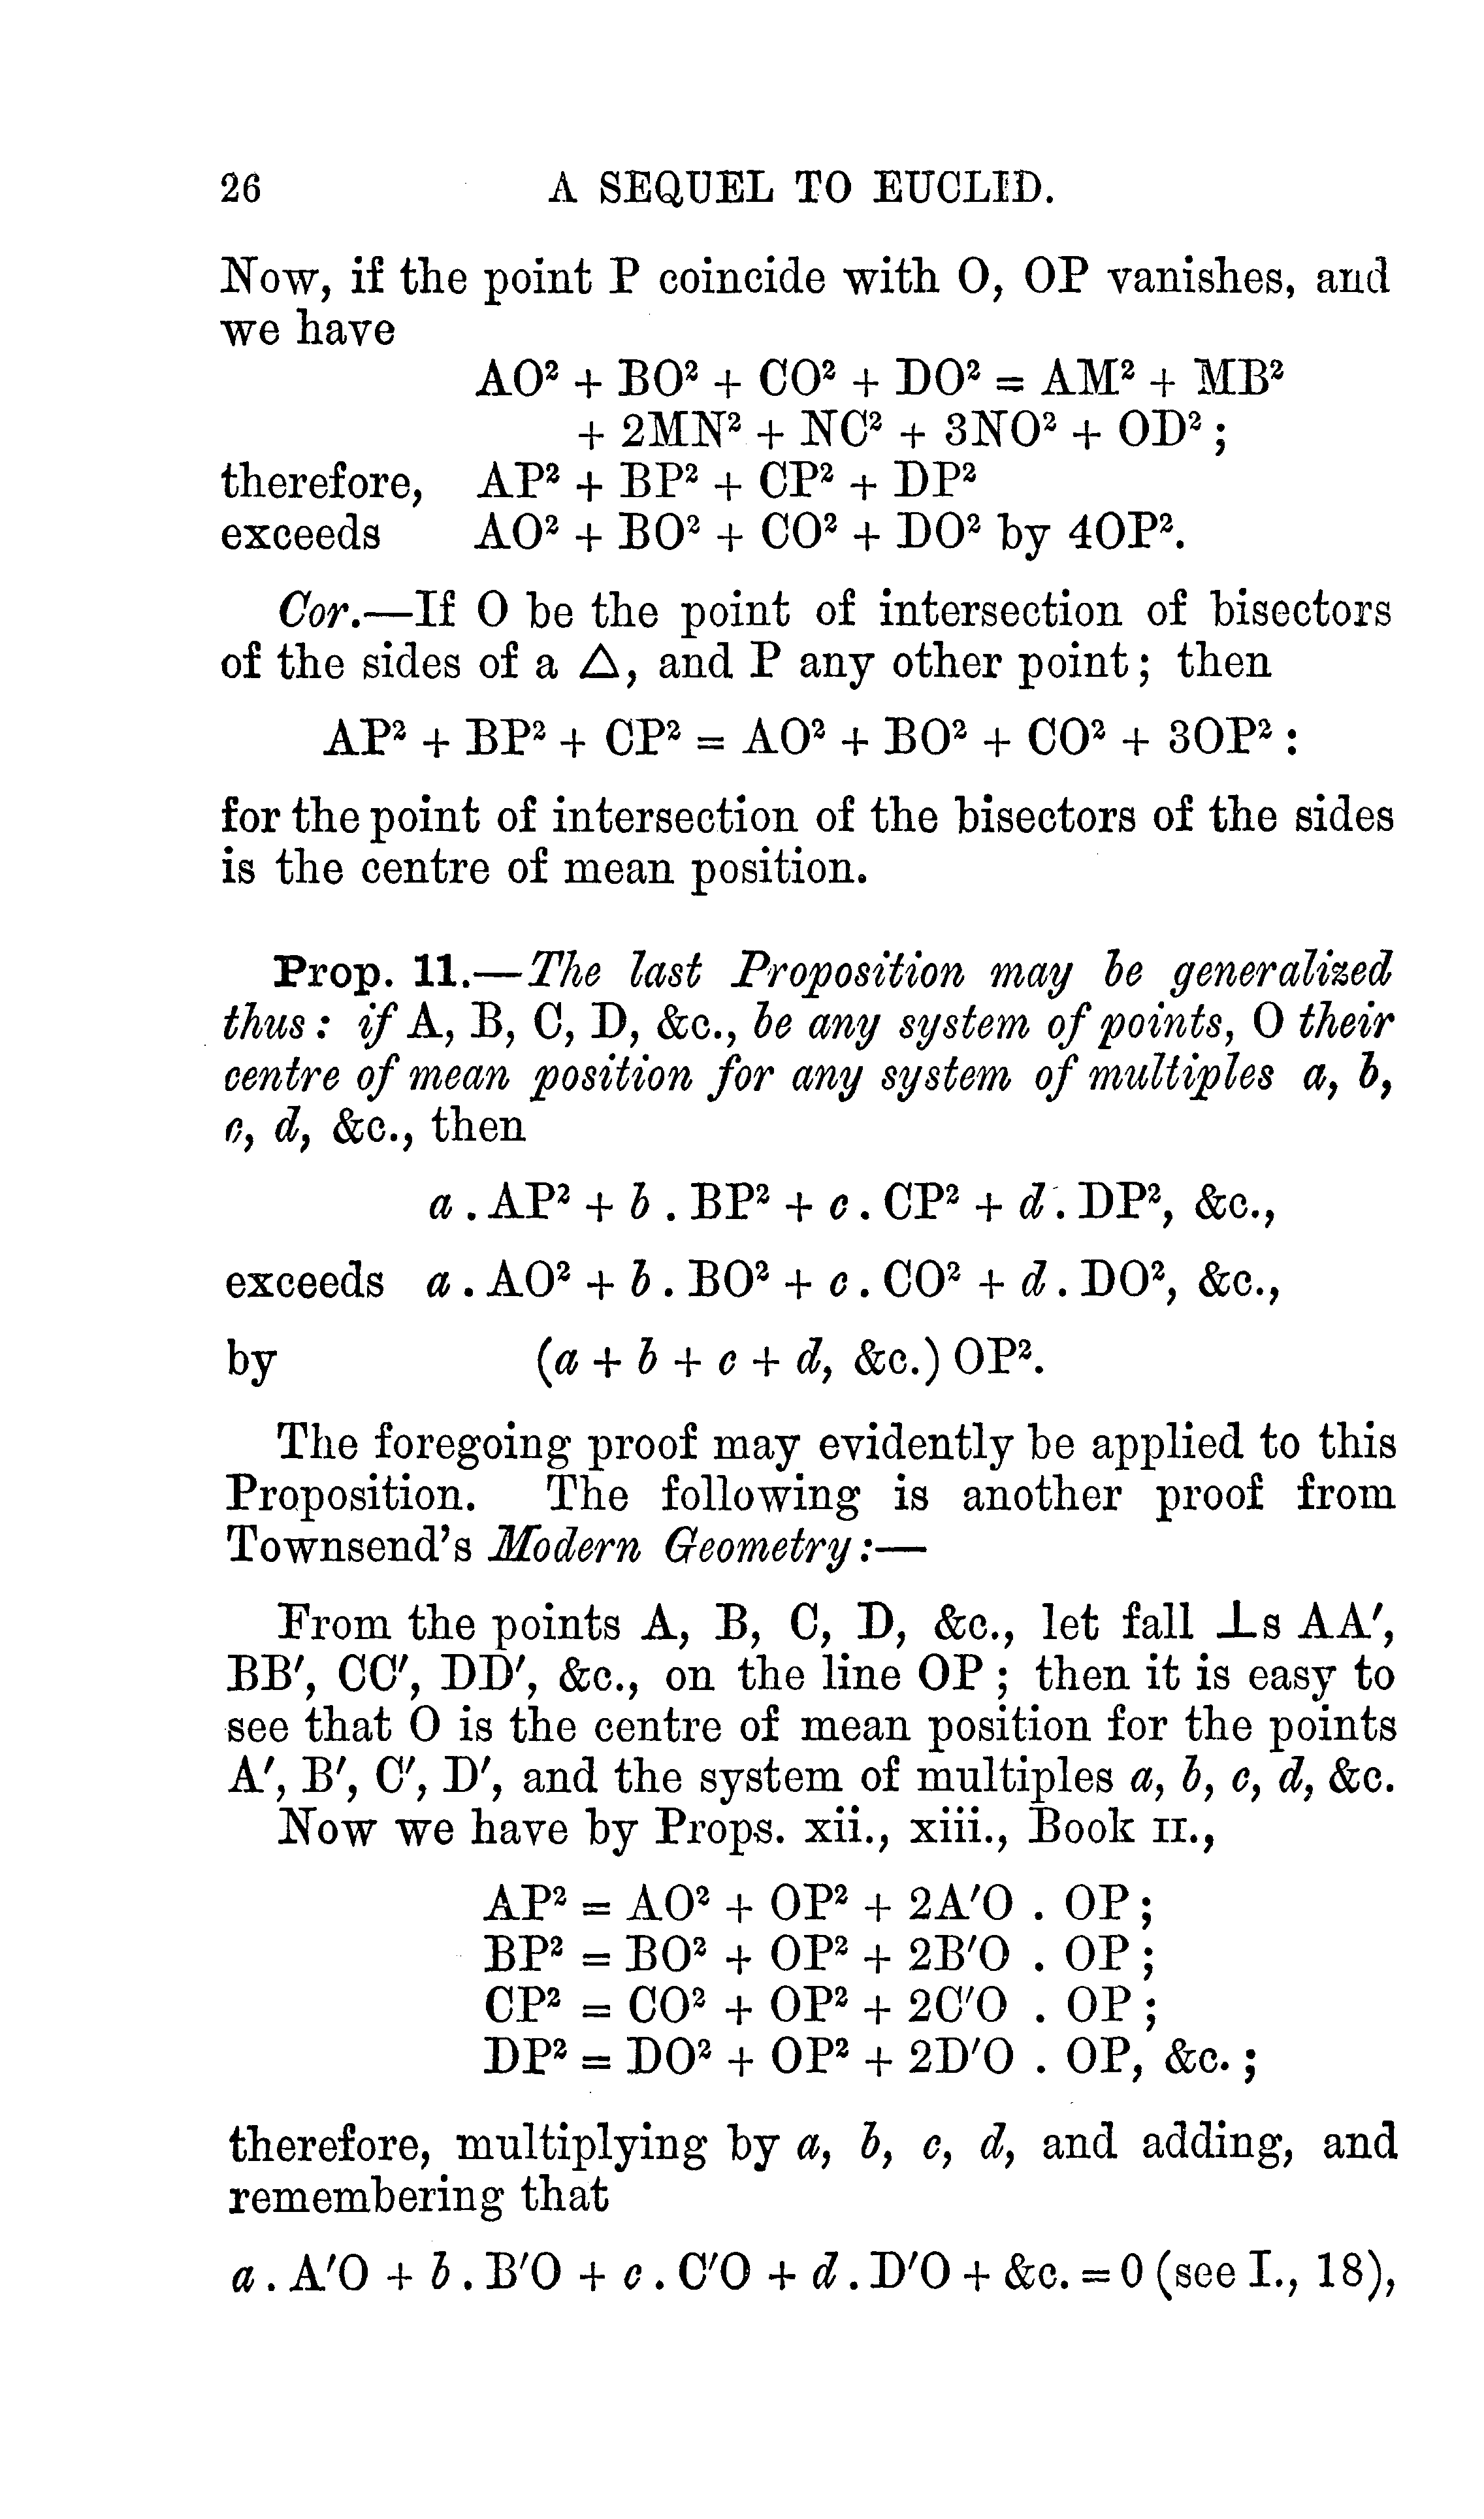 26 A SEQUEL TO EUCLID.
Now, if the point P coincide with O, OP vanishes, and
we have
AO² + BO² + CO² + DO² = AM² + MB²
+ 2MN² + NC² + 3NO² + OD² ;
therefore, AP² + BP² + CP² + DP²
exceeds AO² + BO² + CO² + DO² by 4OP².
Cor.—If O be the point of intersection of bisectors
of the sides of a △, and P any other point ; then
AP² + BP² + CP² = AO² + BO² + CO² + 3OP² :
for the point of intersection of the bisectors of the sides
is the centre of mean position.
Prop. 11.—The last Proposition may be generalized
thus : if A, B, C, D, &c., be any system of points, O their
centre of mean position for any system of multiples a, b,
c, d, &c., then
a . AP² + b . BP² + c . CP² + d . DP², &c.,
exceeds a . AO² + b . BO² + c . CO² + d . DO², &c.,
by (a + b + c + d, &c.) OP².
The foregoing proof may evidently be applied to this
Proposition. The following is another proof from
Townsend's Modern Geometry :—
From the points A, B, C, D, &c., let fall ⊥s AA′,
BB′, CC′, DD′, &c., on the line OP ; then it is easy to
see that O is the centre of mean position for the points
A′, B′, C′, D′, and the system of multiples a, b, c, d, &c.
Now we have by Props. xii., xiii., Book II.,
AP² = AO² + OP² + 2A′O . OP ;
BP² = BO² + OP² + 2B′O . OP ;
CP² = CO² + OP² + 2C′O . OP ;
DP² = DO² + OP² + 2D′O . OP, &c. ;
therefore, multiplying by a, b, c, d, and adding, and
remembering that
a . A′O + b . B′O + c . C′O + d . D′O + &c. = 0 (see I., 18),